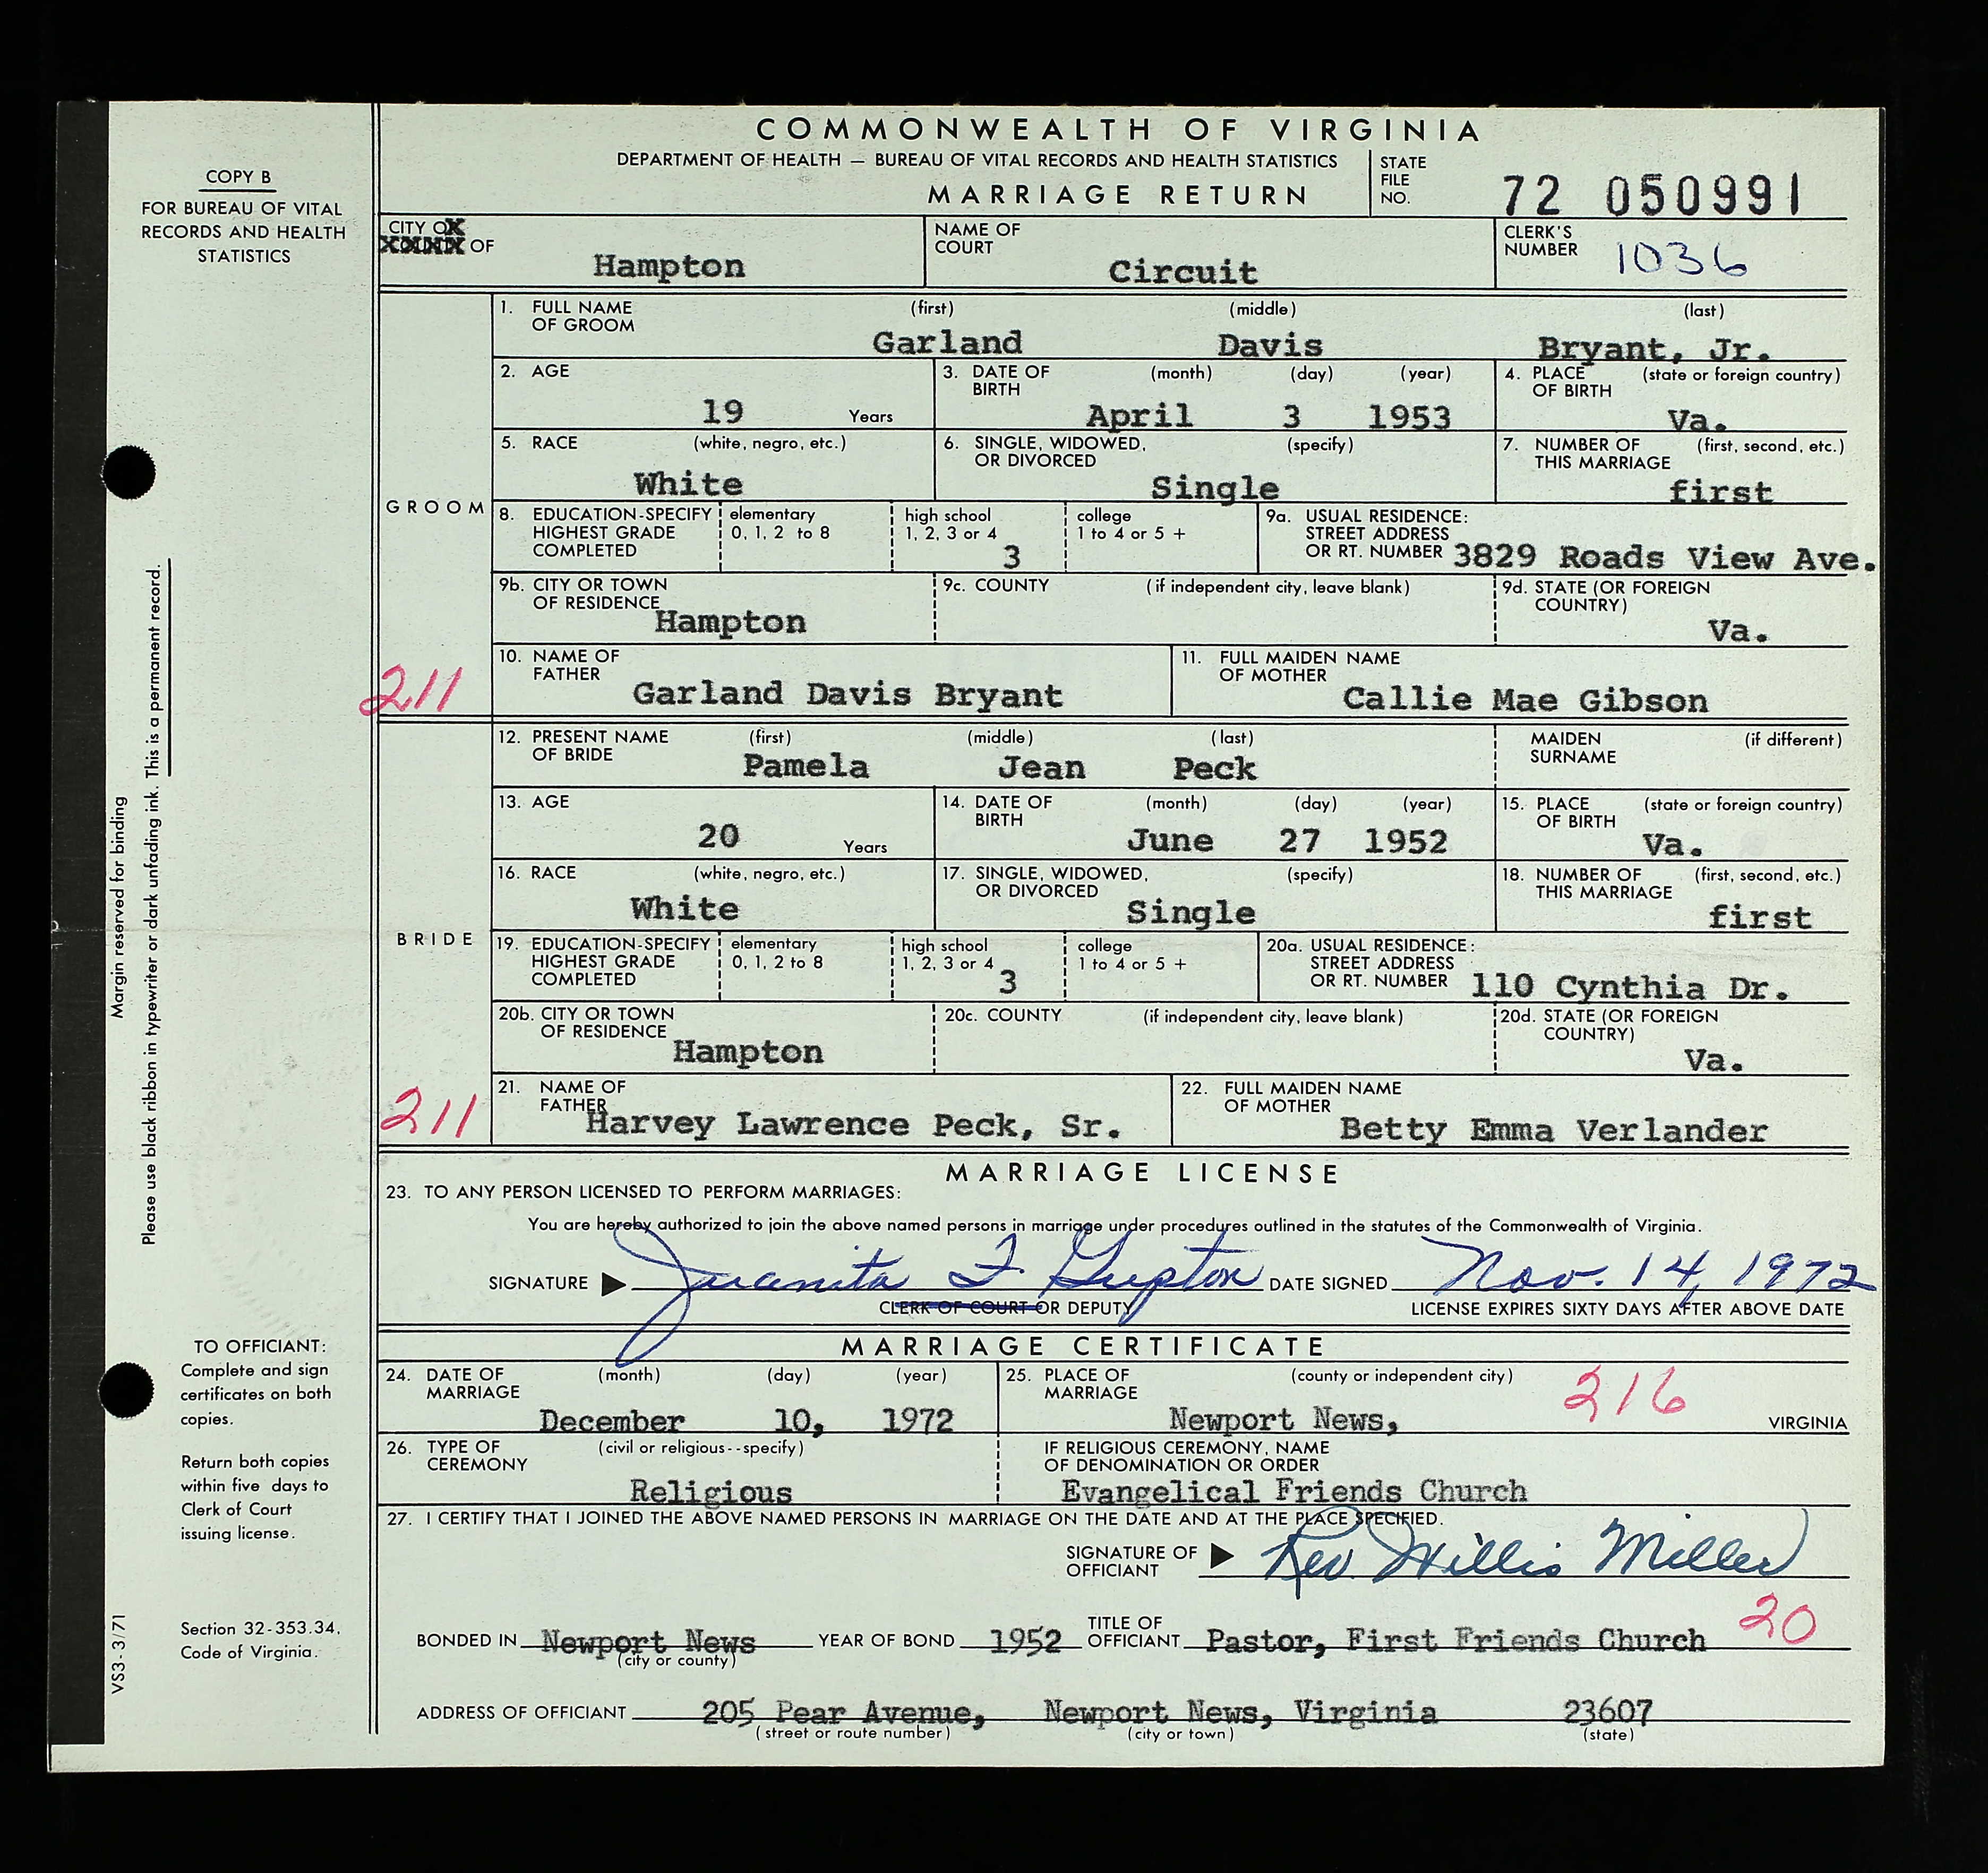 COMMONWEALTH OF VIRGINIA
DEPARTMENT OF HEALTH — BUREAU OF VITAL RECORDS AND HEALTH STATISTICS
MARRIAGE RETURN
STATE FILE NO. 72 050991
COPY B
FOR BUREAU OF VITAL
RECORDS AND HEALTH
STATISTICS
CITY OX
XXXXX OF Hampton
NAME OF COURT Circuit
CLERK'S NUMBER 1036
GROOM
1. FULL NAME OF GROOM (first) Garland (middle) Davis (last) Bryant, Jr.
2. AGE 19 Years
3. DATE OF BIRTH (month) (day) (year) April 3 1953
4. PLACE OF BIRTH (state or foreign country) Va.
5. RACE (white, negro, etc.) White
6. SINGLE, WIDOWED, OR DIVORCED (specify) Single
7. NUMBER OF THIS MARRIAGE (first, second, etc.) first
8. EDUCATION-SPECIFY HIGHEST GRADE COMPLETED elementary 0, 1, 2 to 8 high school 1, 2, 3 or 4 3 college 1 to 4 or 5 +
9a. USUAL RESIDENCE: STREET ADDRESS OR RT. NUMBER 3829 Roads View Ave.
9b. CITY OR TOWN OF RESIDENCE Hampton
9c. COUNTY (if independent city, leave blank)
9d. STATE (OR FOREIGN COUNTRY) Va.
211
10. NAME OF FATHER Garland Davis Bryant
11. FULL MAIDEN NAME OF MOTHER Callie Mae Gibson
BRIDE
12. PRESENT NAME OF BRIDE (first) Pamela (middle) Jean (last) Peck
MAIDEN SURNAME (if different)
13. AGE 20 Years
14. DATE OF BIRTH (month) (day) (year) June 27 1952
15. PLACE OF BIRTH (state or foreign country) Va.
16. RACE (white, negro, etc.) White
17. SINGLE, WIDOWED, OR DIVORCED (specify) Single
18. NUMBER OF THIS MARRIAGE (first, second, etc.) first
19. EDUCATION-SPECIFY HIGHEST GRADE COMPLETED elementary 0, 1, 2 to 8 high school 1, 2, 3 or 4 3 college 1 to 4 or 5 +
20a. USUAL RESIDENCE: STREET ADDRESS OR RT. NUMBER 110 Cynthia Dr.
20b. CITY OR TOWN OF RESIDENCE Hampton
20c. COUNTY (if independent city, leave blank)
20d. STATE (OR FOREIGN COUNTRY) Va.
211
21. NAME OF FATHER Harvey Lawrence Peck, Sr.
22. FULL MAIDEN NAME OF MOTHER Betty Emma Verlander
MARRIAGE LICENSE
23. TO ANY PERSON LICENSED TO PERFORM MARRIAGES:
You are hereby authorized to join the above named persons in marriage under procedures outlined in the statutes of the Commonwealth of Virginia.
SIGNATURE Juanita F. Gupton DATE SIGNED Nov. 14, 1972
CLERK OF COURT OR DEPUTY
LICENSE EXPIRES SIXTY DAYS AFTER ABOVE DATE
MARRIAGE CERTIFICATE
24. DATE OF MARRIAGE (month) (day) (year) December 10, 1972
25. PLACE OF MARRIAGE (county or independent city) Newport News, 216 VIRGINIA
26. TYPE OF CEREMONY (civil or religious--specify) Religious
IF RELIGIOUS CEREMONY, NAME OF DENOMINATION OR ORDER Evangelical Friends Church
27. I CERTIFY THAT I JOINED THE ABOVE NAMED PERSONS IN MARRIAGE ON THE DATE AND AT THE PLACE SPECIFIED.
SIGNATURE OF OFFICIANT Rev. Willis Miller
20
BONDED IN Newport News (city or county) YEAR OF BOND 1952 TITLE OF OFFICIANT Pastor, First Friends Church
ADDRESS OF OFFICIANT 205 Pear Avenue, Newport News, Virginia 23607
(street or route number) (city or town) (state)
TO OFFICIANT:
Complete and sign
certificates on both
copies.
Return both copies
within five days to
Clerk of Court
issuing license.
Section 32-353.34,
Code of Virginia.
Margin reserved for binding
Please use black ribbon in typewriter or dark unfading ink. This is a permanent record.
VS3-3/71